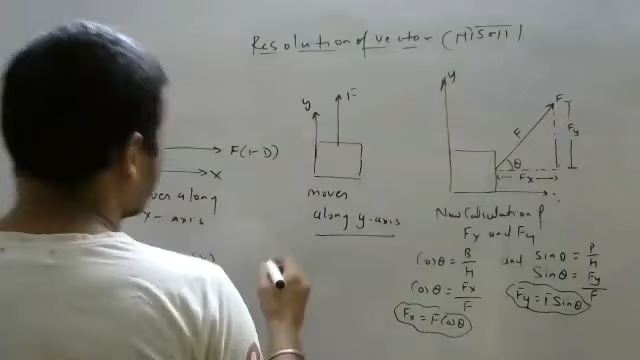 Resolution of vector
F(1-D)
X
along
X-axis
y
F
moves
along y-axis
y
F
F
Fy
θ
Fx
Now Calculation of
Fx and Fy
Cosθ = B/H and Sinθ = P/H
Cosθ = Fx/F Sinθ = Fy/F
Fx = F Cosθ Fy = F Sinθ